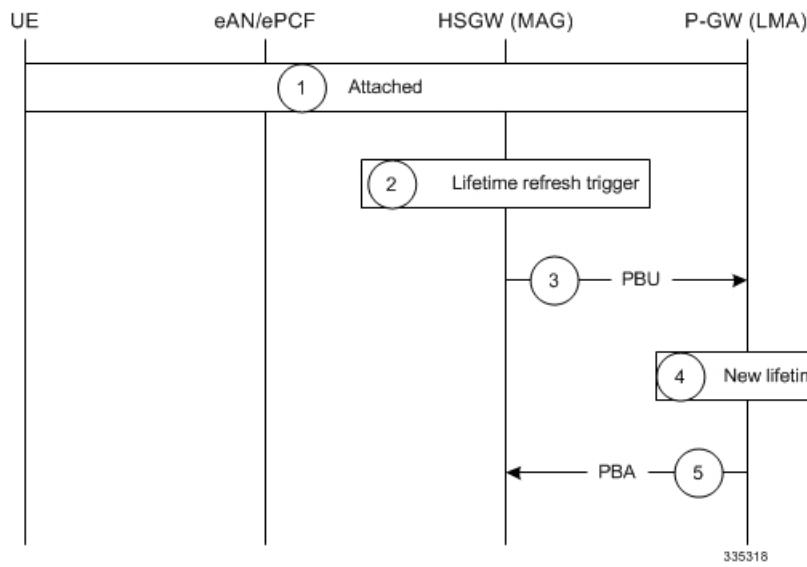 UE eAN/ePCF HSGW (MAG) P-GW (LMA)
1 Attached
2 Lifetime refresh trigger
3 PBU
4 New
PBA 5
335318